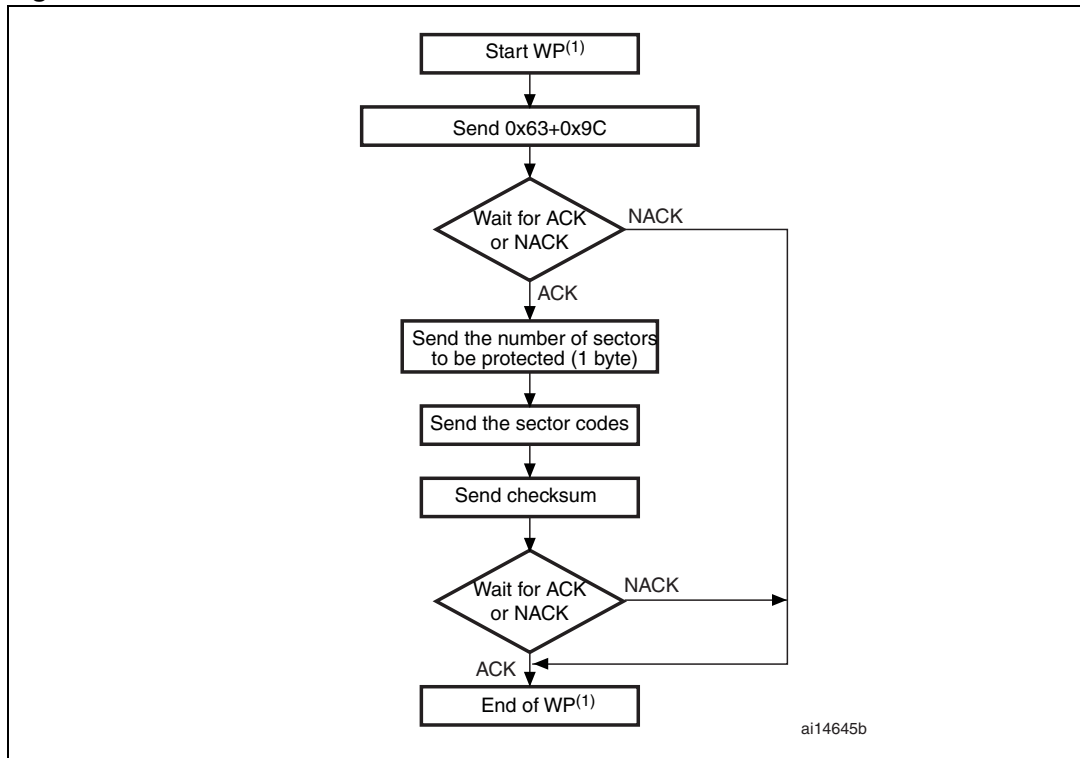 Start WP(1)
Send 0x63+0x9C
Wait for ACK
or NACK
NACK
ACK
Send the number of sectors
to be protected (1 byte)
Send the sector codes
Send checksum
Wait for ACK
or NACK
NACK
ACK
End of WP(1)
ai14645b